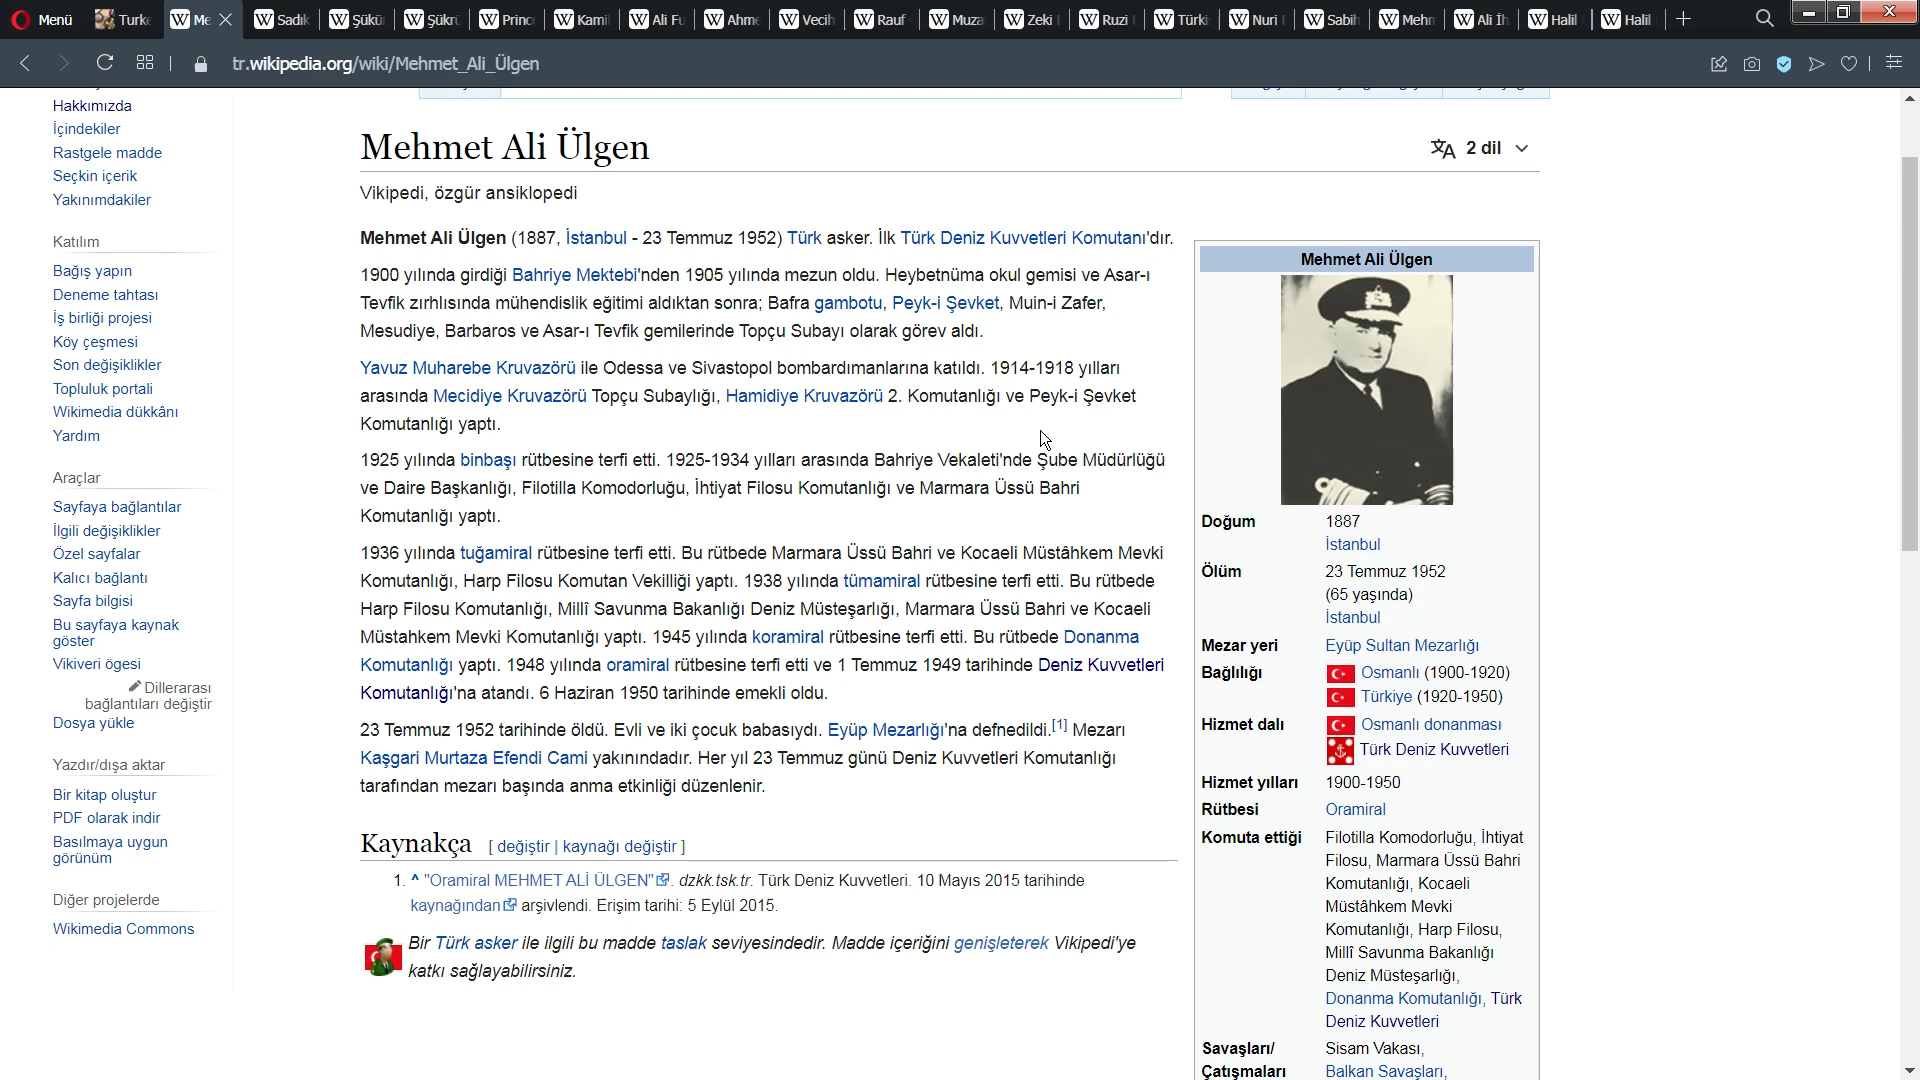 Menü
Turke
Me
Sadık
Şükü
Şükrü
Princ
Kamil
Ali Fu
Ahme
Vecih
Rauf
Muza
Zeki
Ruzi
Türki
Nuri
Sabih
Mehm
Ali İh
Halil
Halil
tr.wikipedia.org/wiki/Mehmet_Ali_Ülgen
Hakkımızda
İçindekiler
Rastgele madde
Seçkin içerik
Yakınımdakiler
Katılım
Bağış yapın
Deneme tahtası
İş birliği projesi
Köy çeşmesi
Son değişiklikler
Topluluk portali
Wikimedia dükkânı
Yardım
Araçlar
Sayfaya bağlantılar
İlgili değişiklikler
Özel sayfalar
Kalıcı bağlantı
Sayfa bilgisi
Bu sayfaya kaynak
göster
Vikiveri ögesi
Dillerarası
bağlantıları değiştir
Dosya yükle
Yazdır/dışa aktar
Bir kitap oluştur
PDF olarak indir
Basılmaya uygun
görünüm
Diğer projelerde
Wikimedia Commons
Mehmet Ali Ülgen
2 dil
Vikipedi, özgür ansiklopedi
Mehmet Ali Ülgen (1887, İstanbul - 23 Temmuz 1952) Türk asker. İlk Türk Deniz Kuvvetleri Komutanı'dır.
1900 yılında girdiği Bahriye Mektebi'nden 1905 yılında mezun oldu. Heybetnüma okul gemisi ve Asar-ı
Tevfik zırhlısında mühendislik eğitimi aldıktan sonra; Bafra gambotu, Peyk-i Şevket, Muin-i Zafer,
Mesudiye, Barbaros ve Asar-ı Tevfik gemilerinde Topçu Subayı olarak görev aldı.
Yavuz Muharebe Kruvazörü ile Odessa ve Sivastopol bombardımanlarına katıldı. 1914-1918 yılları
arasında Mecidiye Kruvazörü Topçu Subaylığı, Hamidiye Kruvazörü 2. Komutanlığı ve Peyk-i Şevket
Komutanlığı yaptı.
1925 yılında binbaşı rütbesine terfi etti. 1925-1934 yılları arasında Bahriye Vekaleti'nde Şube Müdürlüğü
ve Daire Başkanlığı, Filotilla Komodorluğu, İhtiyat Filosu Komutanlığı ve Marmara Üssü Bahri
Komutanlığı yaptı.
1936 yılında tuğamiral rütbesine terfi etti. Bu rütbede Marmara Üssü Bahri ve Kocaeli Müstâhkem Mevki
Komutanlığı, Harp Filosu Komutan Vekilliği yaptı. 1938 yılında tümamiral rütbesine terfi etti. Bu rütbede
Harp Filosu Komutanlığı, Millî Savunma Bakanlığı Deniz Müsteşarlığı, Marmara Üssü Bahri ve Kocaeli
Müstahkem Mevki Komutanlığı yaptı. 1945 yılında koramiral rütbesine terfi etti. Bu rütbede Donanma
Komutanlığı yaptı. 1948 yılında oramiral rütbesine terfi etti ve 1 Temmuz 1949 tarihinde Deniz Kuvvetleri
Komutanlığı'na atandı. 6 Haziran 1950 tarihinde emekli oldu.
23 Temmuz 1952 tarihinde öldü. Evli ve iki çocuk babasıydı. Eyüp Mezarlığı'na defnedildi.[1] Mezarı
Kaşgari Murtaza Efendi Cami yakınındadır. Her yıl 23 Temmuz günü Deniz Kuvvetleri Komutanlığı
tarafından mezarı başında anma etkinliği düzenlenir.
Kaynakça [ değiştir | kaynağı değiştir ]
1. ^ "Oramiral MEHMET ALİ ÜLGEN". dzkk.tsk.tr. Türk Deniz Kuvvetleri. 10 Mayıs 2015 tarihinde
kaynağından arşivlendi. Erişim tarihi: 5 Eylül 2015.
Bir Türk asker ile ilgili bu madde taslak seviyesindedir. Madde içeriğini genişleterek Vikipedi'ye
katkı sağlayabilirsiniz.
Mehmet Ali Ülgen
Doğum 1887
İstanbul
Ölüm 23 Temmuz 1952
(65 yaşında)
İstanbul
Mezar yeri Eyüp Sultan Mezarlığı
Bağlılığı Osmanlı (1900-1920)
Türkiye (1920-1950)
Hizmet dalı Osmanlı donanması
Türk Deniz Kuvvetleri
Hizmet yılları 1900-1950
Rütbesi Oramiral
Komuta ettiği Filotilla Komodorluğu, İhtiyat
Filosu, Marmara Üssü Bahri
Komutanlığı, Kocaeli
Müstâhkem Mevki
Komutanlığı, Harp Filosu,
Millî Savunma Bakanlığı
Deniz Müsteşarlığı,
Donanma Komutanlığı, Türk
Deniz Kuvvetleri
Savaşları/ Sisam Vakası,
Çatışmaları Balkan Savaşları,